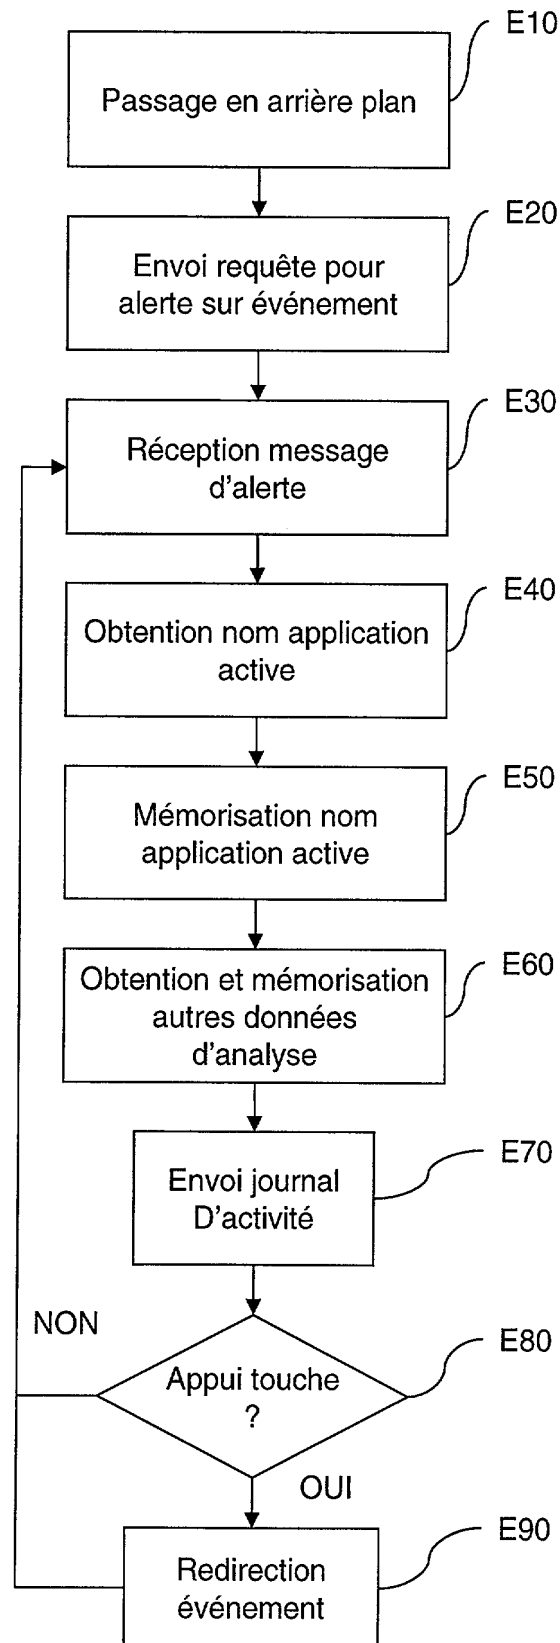 E10
Passage en arrière plan
E20
Envoi requête pour
alerte sur événement
E30
Réception message
d'alerte
E40
Obtention nom application
active
E50
Mémorisation nom
application active
E60
Obtention et mémorisation
autres données
d'analyse
E70
Envoi journal
D'activité
NON
E80
Appui touche
?
OUI
E90
Redirection
événement